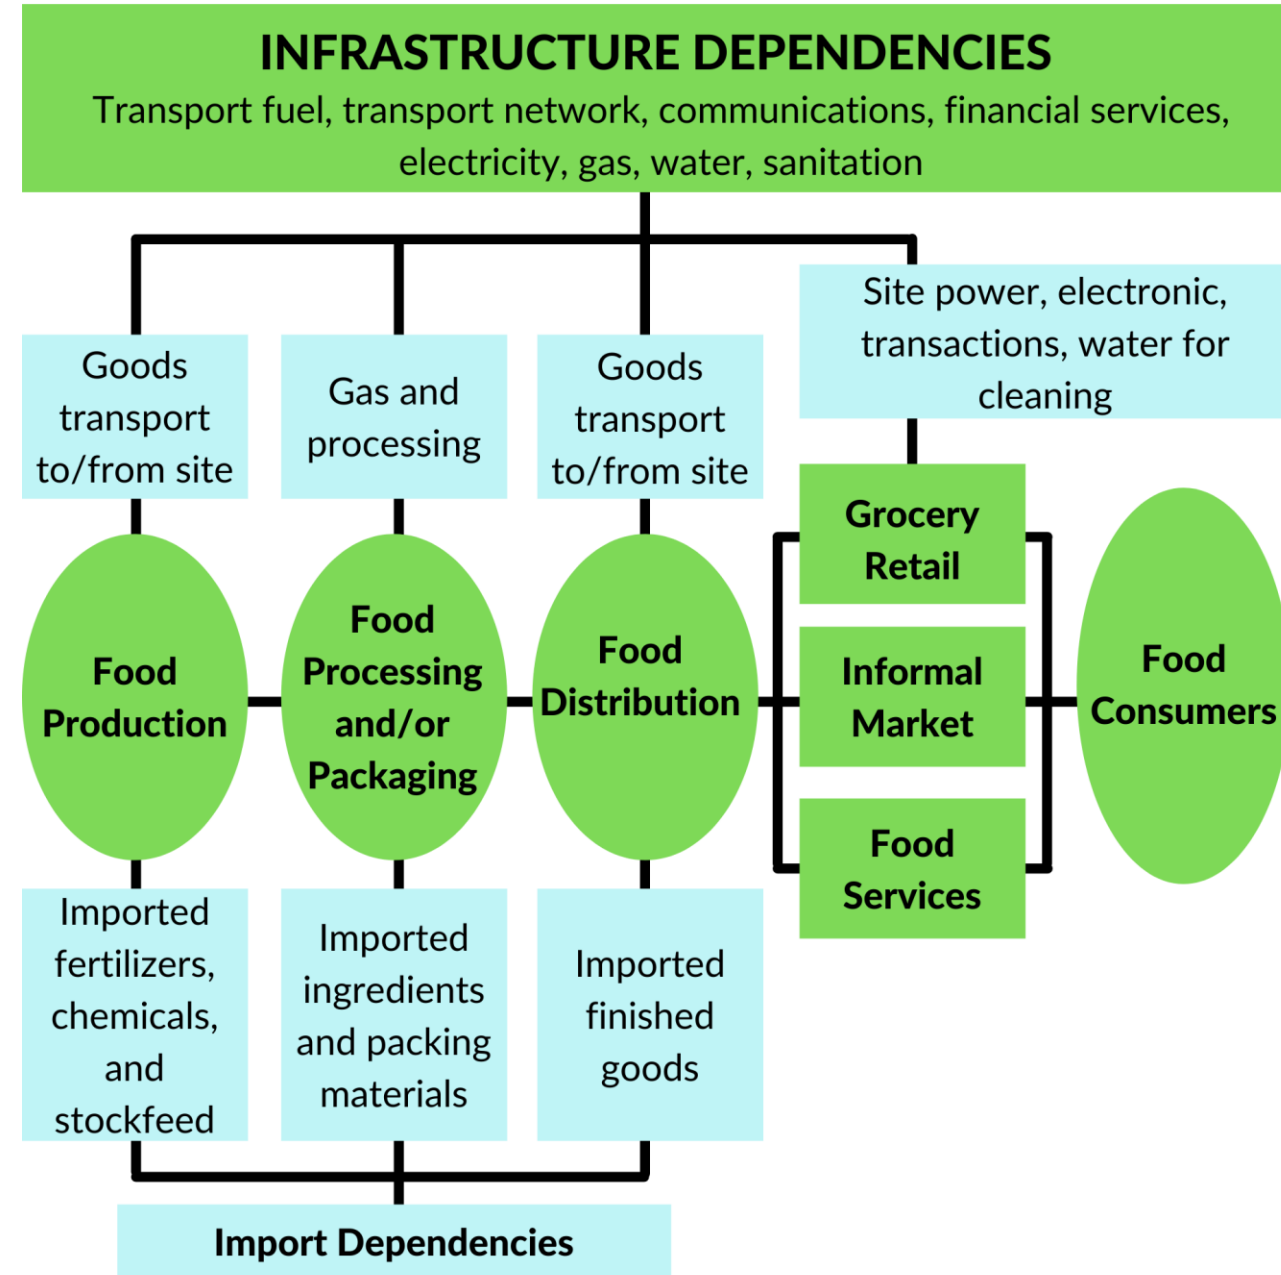 INFRASTRUCTURE DEPENDENCIES
Transport fuel, transport network, communications, financial services,
electricity, gas, water, sanitation
Goods
transport
to/from site
Gas and
processing
Goods
transport
to/from site
Site power, electronic,
transactions, water for
cleaning
Food
Production
Food
Processing
and/or
Packaging
Food
Distribution
Grocery
Retail
Informal
Market
Food
Services
Food
Consumers
Imported
fertilizers,
chemicals,
and
stockfeed
Imported
ingredients
and packing
materials
Imported
finished
goods
Import Dependencies